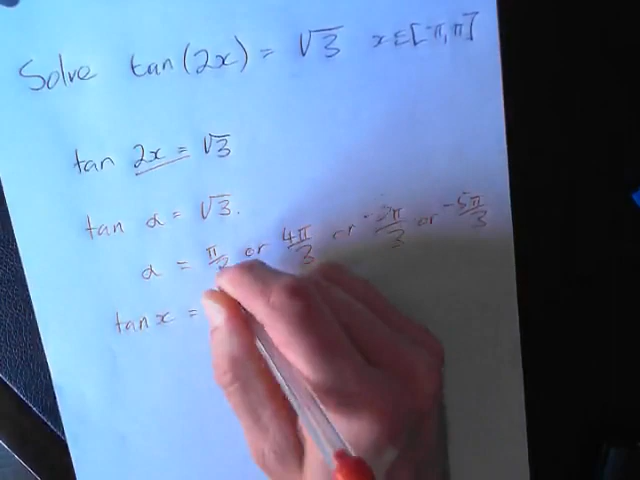 Solve tan(2x) = √3 x∈[-π,π]
tan 2x = √3
tan α = √3.
α = π/3 or 4π/3 or -2π/3 or -5π/3
tan x =